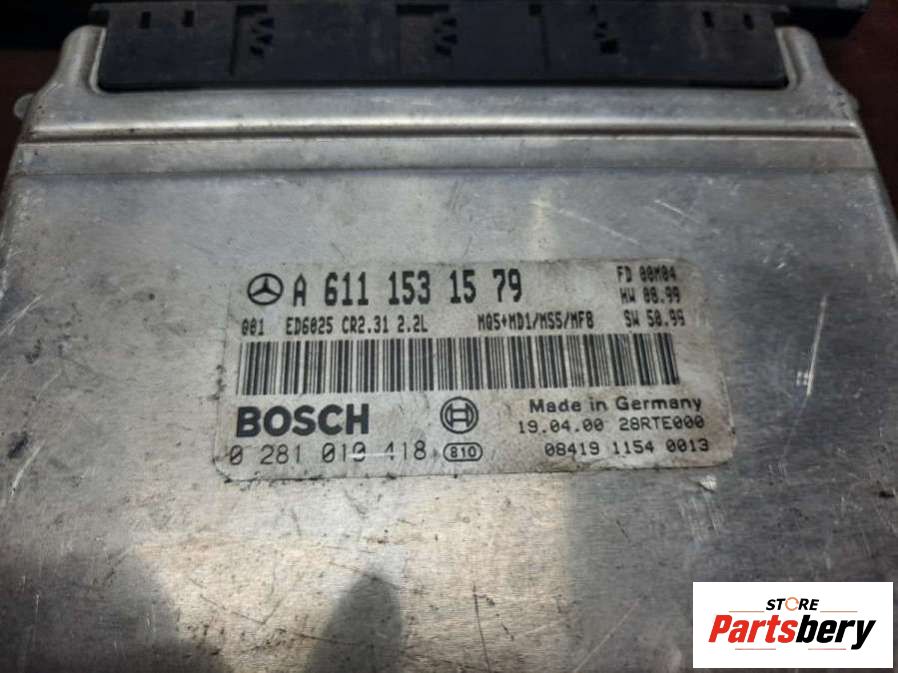 A 611 153 15 79
FD 00M04
HW 08.99
001 ED6025 CR2.31 2.2L MQ5+MD1/MS5/MF8 SW 50.99
BOSCH
Made in Germany
19.04.00 28RTE000
0 281 010 418 810
08419 1154 0013
STORE
Partsbery